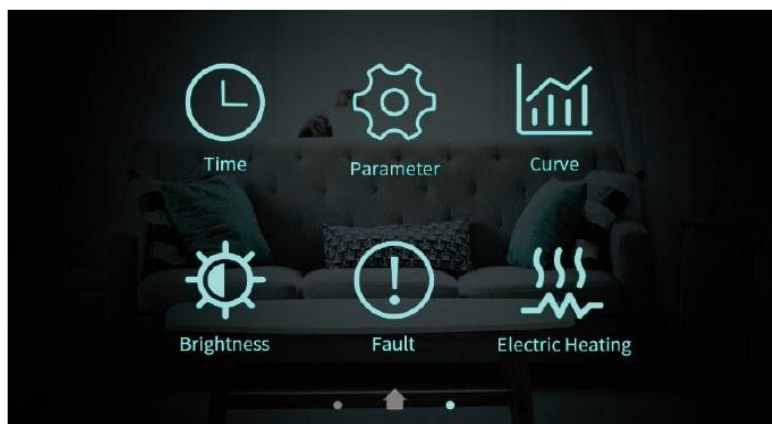 Time
Parameter
Curve
Brightness
Fault
Electric Heating